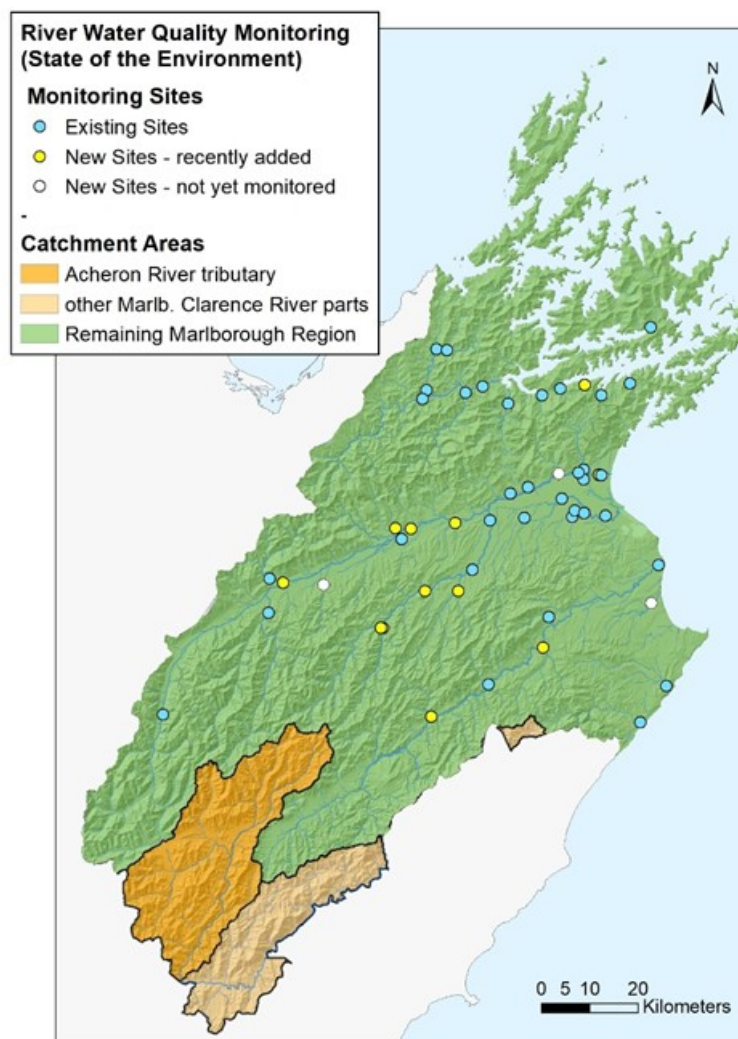 River Water Quality Monitoring
(State of the Environment)
Monitoring Sites
Existing Sites
New Sites - recently added
New Sites - not yet monitored
-
Catchment Areas
Acheron River tributary
other Marlb. Clarence River parts
Remaining Marlborough Region
N
0 5 10 20
Kilometers